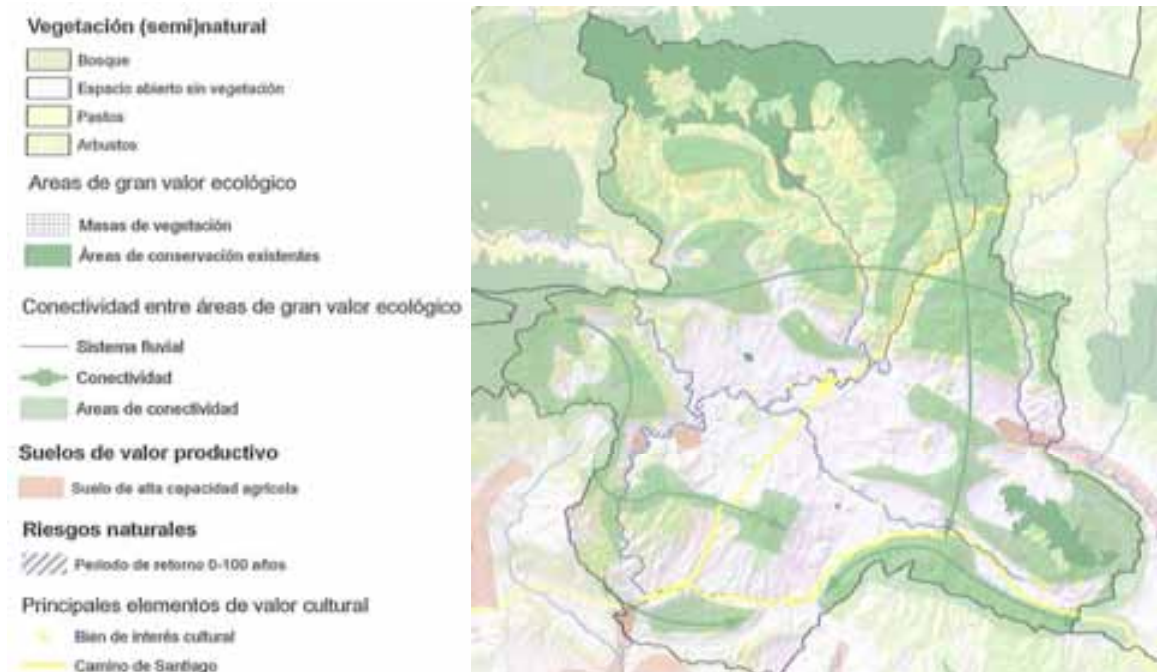 Vegetación (semi)natural
Bosque
Espacio abierto sin vegetación
Pastos
Arbustos
Areas de gran valor ecológico
Masas de vegetación
Áreas de conservación existentes
Conectividad entre áreas de gran valor ecológico
Sistema fluvial
Conectividad
Areas de conectividad
Suelos de valor productivo
Suelo de alta capacidad agrícola
Riesgos naturales
Periodo de retorno 0-100 años
Principales elementos de valor cultural
Bien de interés cultural
Camino de Santiago